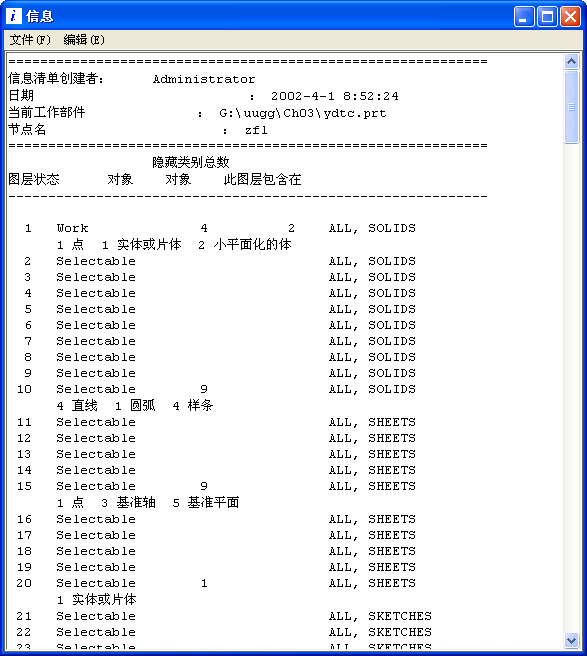 信息
文件(F) 编辑(E)
============================================================
信息清单创建者: Administrator
日期 : 2002-4-1 8:52:24
当前工作部件 : G:\uugg\Ch03\ydtc.prt
节点名 : zfl
============================================================
隐藏类别总数
图层状态 对象 对象 此图层包含在
------------------------------------------------------------
1 Work 4 2 ALL, SOLIDS
1 点 1 实体或片体 2 小平面化的体
2 Selectable ALL, SOLIDS
3 Selectable ALL, SOLIDS
4 Selectable ALL, SOLIDS
5 Selectable ALL, SOLIDS
6 Selectable ALL, SOLIDS
7 Selectable ALL, SOLIDS
8 Selectable ALL, SOLIDS
9 Selectable ALL, SOLIDS
10 Selectable 9 ALL, SOLIDS
4 直线 1 圆弧 4 样条
11 Selectable ALL, SHEETS
12 Selectable ALL, SHEETS
13 Selectable ALL, SHEETS
14 Selectable ALL, SHEETS
15 Selectable 9 ALL, SHEETS
1 点 3 基准轴 5 基准平面
16 Selectable ALL, SHEETS
17 Selectable ALL, SHEETS
18 Selectable ALL, SHEETS
19 Selectable ALL, SHEETS
20 Selectable 1 ALL, SHEETS
1 实体或片体
21 Selectable ALL, SKETCHES
22 Selectable ALL, SKETCHES
23 Selectable ALL, SKETCHES